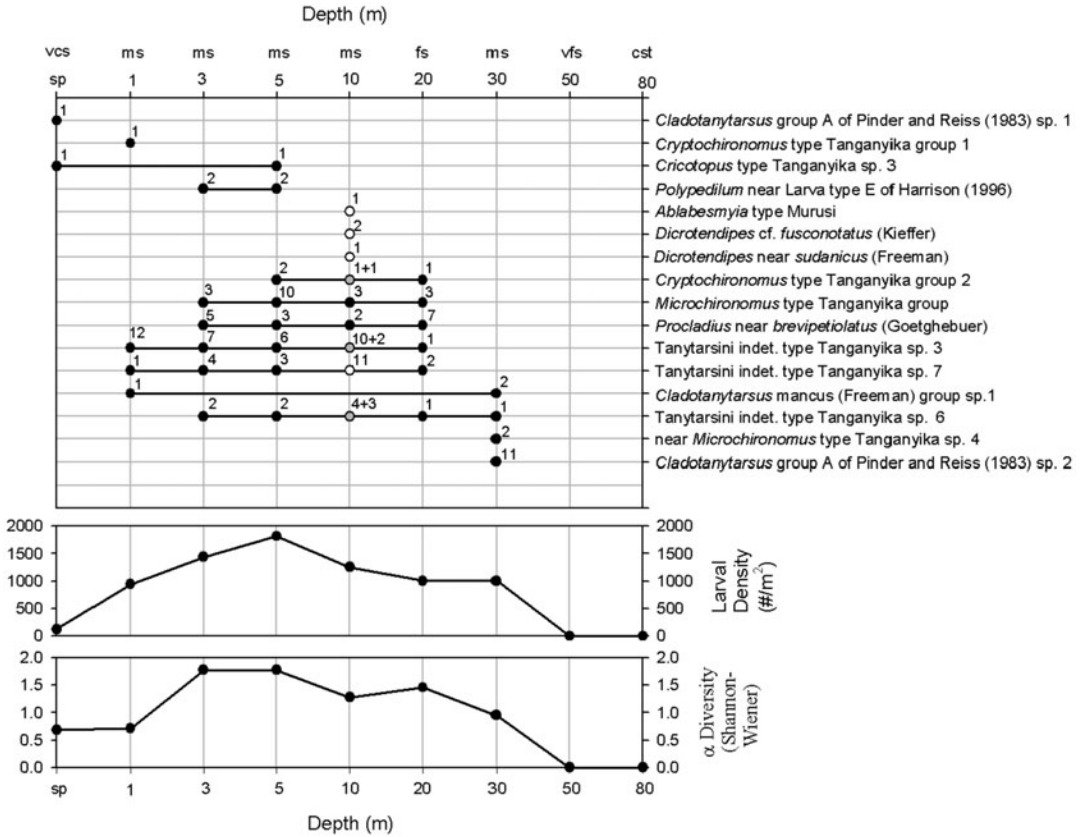 Depth (m)
vcs ms ms ms ms fs ms vfs cst
sp 1 3 5 10 20 30 50 80
1 Cladotanytarsus group A of Pinder and Reiss (1983) sp. 1
1 Cryptochironomus type Tanganyika group 1
1 1 Cricotopus type Tanganyika sp. 3
2 2 Polypedilum near Larva type E of Harrison (1996)
1 Ablabesmyia type Murusi
2 Dicrotendipes cf. fusconotatus (Kieffer)
1 Dicrotendipes near sudanicus (Freeman)
2 1+1 1 Cryptochironomus type Tanganyika group 2
3 10 3 3 Microchironomus type Tanganyika group
5 3 2 7 Procladius near brevipetiolatus (Goetghebuer)
12 7 6 10+2 1 Tanytarsini indet. type Tanganyika sp. 3
1 4 3 11 2 Tanytarsini indet. type Tanganyika sp. 7
1 2 Cladotanytarsus mancus (Freeman) group sp.1
2 2 4+3 1 1 Tanytarsini indet. type Tanganyika sp. 6
2 near Microchironomus type Tanganyika sp. 4
11 Cladotanytarsus group A of Pinder and Reiss (1983) sp. 2
2000 2000
1500 1500
1000 1000
500 500
0 0
Larval
Density
(#/m²)
2.0 2.0
1.5 1.5
1.0 1.0
0.5 0.5
0.0 0.0
α Diversity
(Shannon-
Wiener)
sp 1 3 5 10 20 30 50 80
Depth (m)